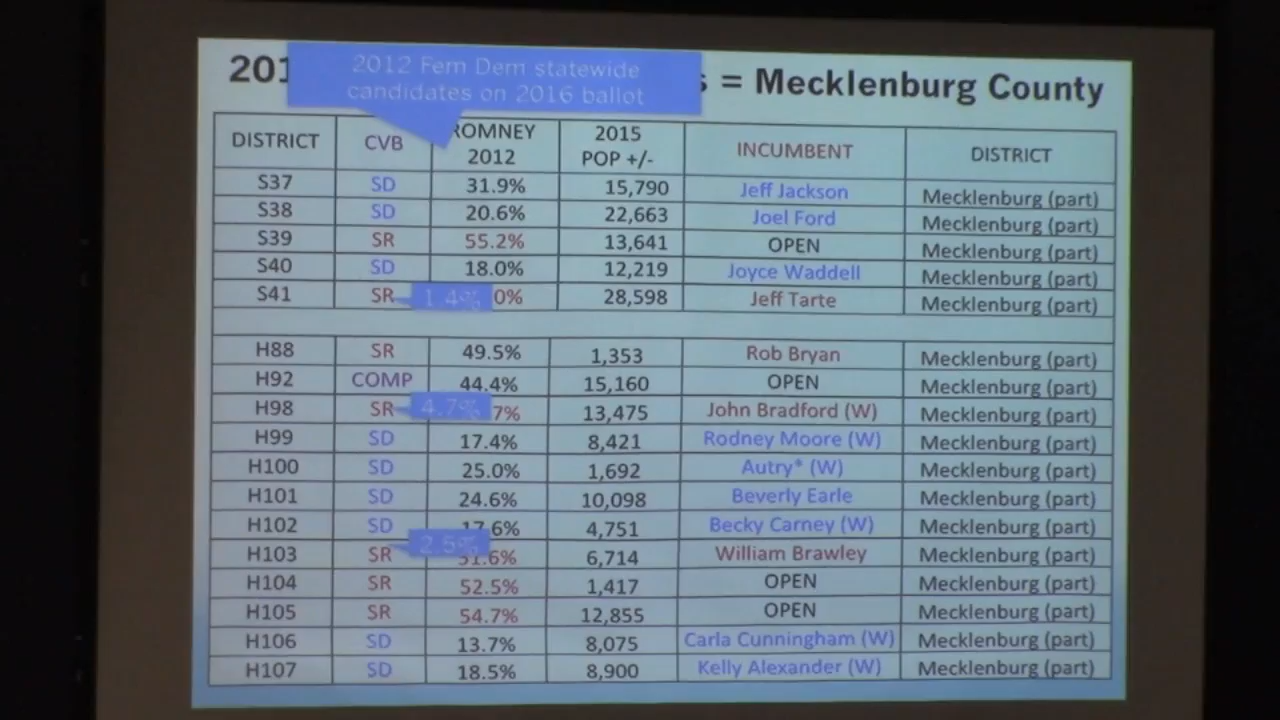 2012 Fem Dem statewide
candidates on 2016 ballot
201 s = Mecklenburg County
DISTRICT CVB ROMNEY 2012 2015 POP +/- INCUMBENT DISTRICT
S37 SD 31.9% 15,790 Jeff Jackson Mecklenburg (part)
S38 SD 20.6% 22,663 Joel Ford Mecklenburg (part)
S39 SR 55.2% 13,641 OPEN Mecklenburg (part)
S40 SD 18.0% 12,219 Joyce Waddell Mecklenburg (part)
S41 SR 1.4% 0% 28,598 Jeff Tarte Mecklenburg (part)
H88 SR 49.5% 1,353 Rob Bryan Mecklenburg (part)
H92 COMP 44.4% 15,160 OPEN Mecklenburg (part)
H98 SR 4.7% 7% 13,475 John Bradford (W) Mecklenburg (part)
H99 SD 17.4% 8,421 Rodney Moore (W) Mecklenburg (part)
H100 SD 25.0% 1,692 Autry* (W) Mecklenburg (part)
H101 SD 24.6% 10,098 Beverly Earle Mecklenburg (part)
H102 SD 17.6% 4,751 Becky Carney (W) Mecklenburg (part)
2.5%
H103 SR 51.6% 6,714 William Brawley Mecklenburg (part)
H104 SR 52.5% 1,417 OPEN Mecklenburg (part)
H105 SR 54.7% 12,855 OPEN Mecklenburg (part)
H106 SD 13.7% 8,075 Carla Cunningham (W) Mecklenburg (part)
H107 SD 18.5% 8,900 Kelly Alexander (W) Mecklenburg (part)